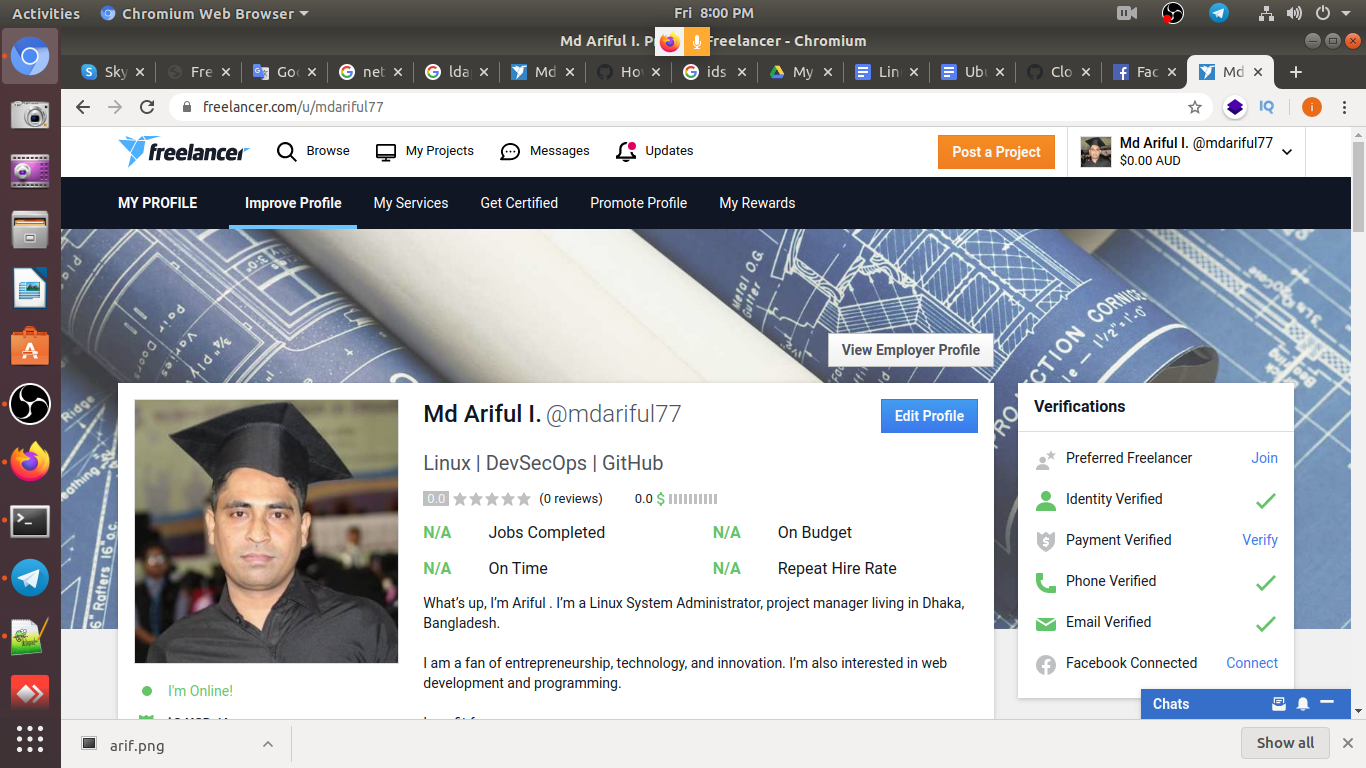 Activities Chromium Web Browser Fri 8:00 PM
Md Ariful I. Freelancer - Chromium
Sky Fre Goo net lda Md Hov ids My Lin Ubu Clo Fac Md
freelancer.com/u/mdariful77 IQ i
freelancer Browse My Projects Messages Updates Post a Project Md Ariful I. @mdariful77
$0.00 AUD
MY PROFILE Improve Profile My Services Get Certified Promote Profile My Rewards
View Employer Profile
Md Ariful I. @mdariful77 Edit Profile
Linux | DevSecOps | GitHub
0.0 (0 reviews) 0.0 $
N/A Jobs Completed N/A On Budget
N/A On Time N/A Repeat Hire Rate
What's up, I'm Ariful . I'm a Linux System Administrator, project manager living in Dhaka,
Bangladesh.
I am a fan of entrepreneurship, technology, and innovation. I'm also interested in web
development and programming.
I'm Online!
Verifications
Preferred Freelancer Join
Identity Verified
Payment Verified Verify
Phone Verified
Email Verified
Facebook Connected Connect
Chats
arif.png Show all